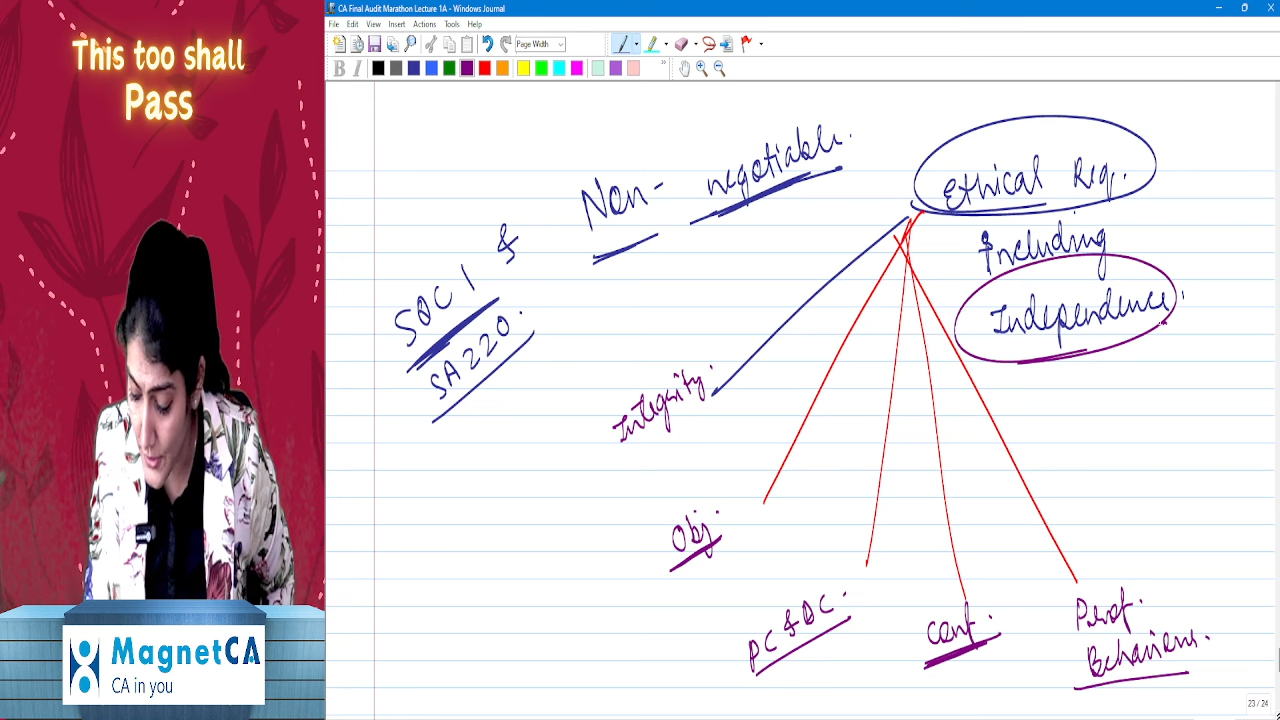 This too shall
Pass
CA Final Audit Marathon Lecture 1A - Windows Journal
File Edit View Insert Actions Tools Help
Page Width
B I
Non-negotiable.
Ethical Req.
Including
Independence.
SQC 1 &
SA 220.
Integrity.
Obj.
PC & DC.
Conf.
Prof.
Behaviour.
MagnetCA
CA in you
23 / 24